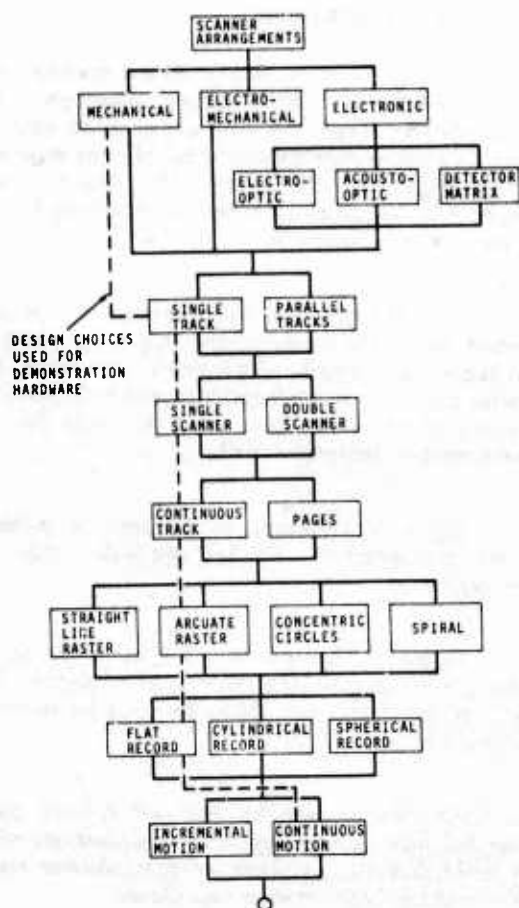 SCANNER
ARRANGEMENTS
MECHANICAL
ELECTRO-
MECHANICAL
ELECTRONIC
ELECTRO-
OPTIC
ACOUSTO-
OPTIC
DETECTOR
MATRIX
SINGLE
TRACK
PARALLEL
TRACKS
DESIGN CHOICES
USED FOR
DEMONSTRATION
HARDWARE
SINGLE
SCANNER
DOUBLE
SCANNER
CONTINUOUS
TRACK
PAGES
STRAIGHT
LINE
RASTER
ARCUATE
RASTER
CONCENTRIC
CIRCLES
SPIRAL
FLAT
RECORD
CYLINDRICAL
RECORD
SPHERICAL
RECORD
INCREMENTAL
MOTION
CONTINUOUS
MOTION